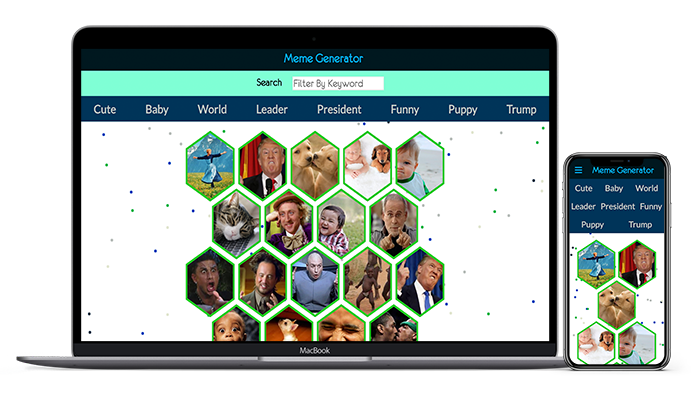 Meme Generator
Search Filter By Keyword
Cute Baby World Leader President Funny Puppy Trump
MacBook
Meme Generator
Cute Baby World
Leader President Funny
Puppy Trump